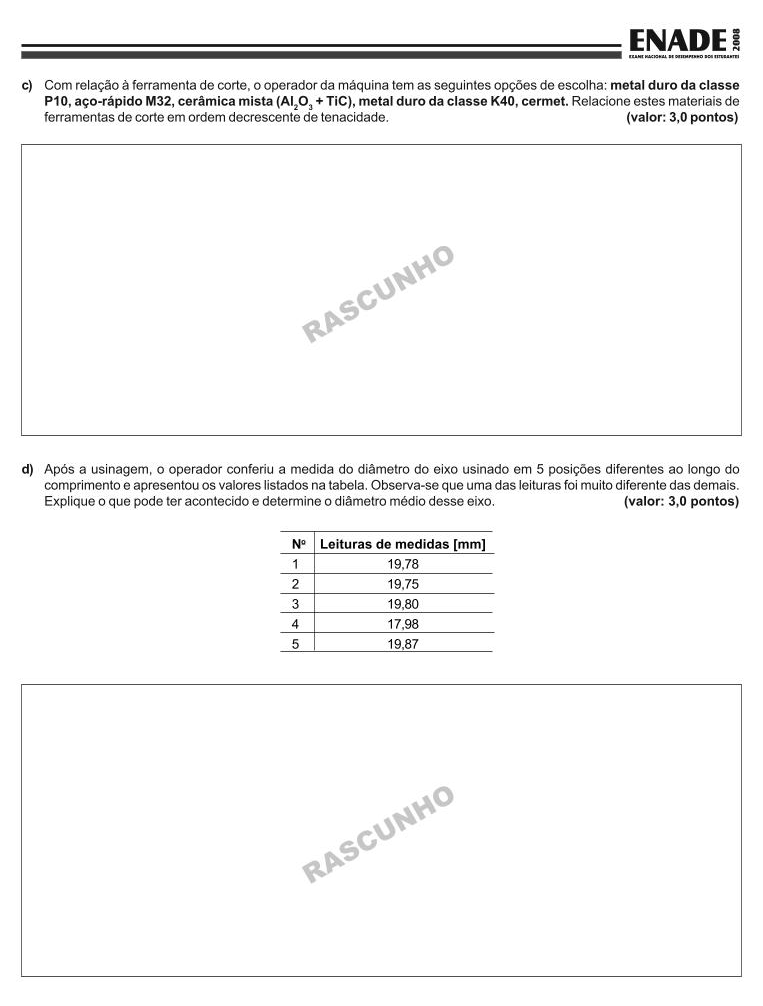 ENADE 2008
EXAME NACIONAL DE DESEMPENHO DOS ESTUDANTES
c) Com relação à ferramenta de corte, o operador da máquina tem as seguintes opções de escolha: metal duro da classe
P10, aço-rápido M32, cerâmica mista (Al2O3 + TiC), metal duro da classe K40, cermet. Relacione estes materiais de
ferramentas de corte em ordem decrescente de tenacidade. (valor: 3,0 pontos)
RASCUNHO
d) Após a usinagem, o operador conferiu a medida do diâmetro do eixo usinado em 5 posições diferentes ao longo do
comprimento e apresentou os valores listados na tabela. Observa-se que uma das leituras foi muito diferente das demais.
Explique o que pode ter acontecido e determine o diâmetro médio desse eixo. (valor: 3,0 pontos)
Nº Leituras de medidas [mm]
1 19,78
2 19,75
3 19,80
4 17,98
5 19,87
RASCUNHO